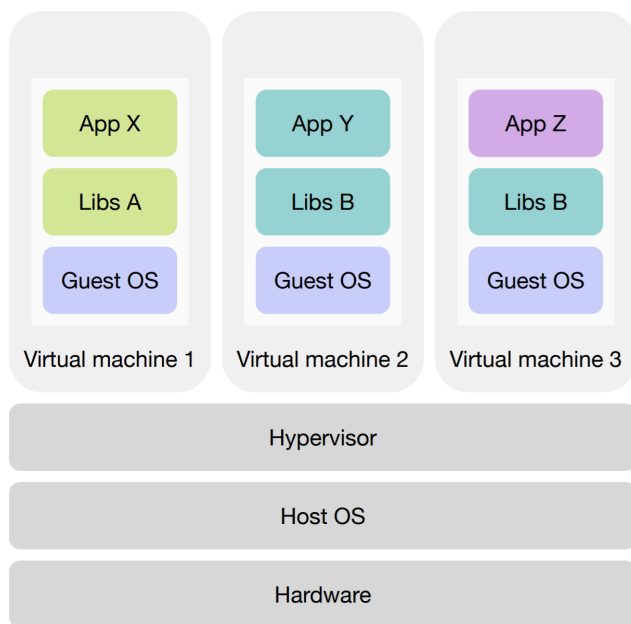 App X
Libs A
Guest OS
Virtual machine 1
App Y
Libs B
Guest OS
Virtual machine 2
App Z
Libs B
Guest OS
Virtual machine 3
Hypervisor
Host OS
Hardware